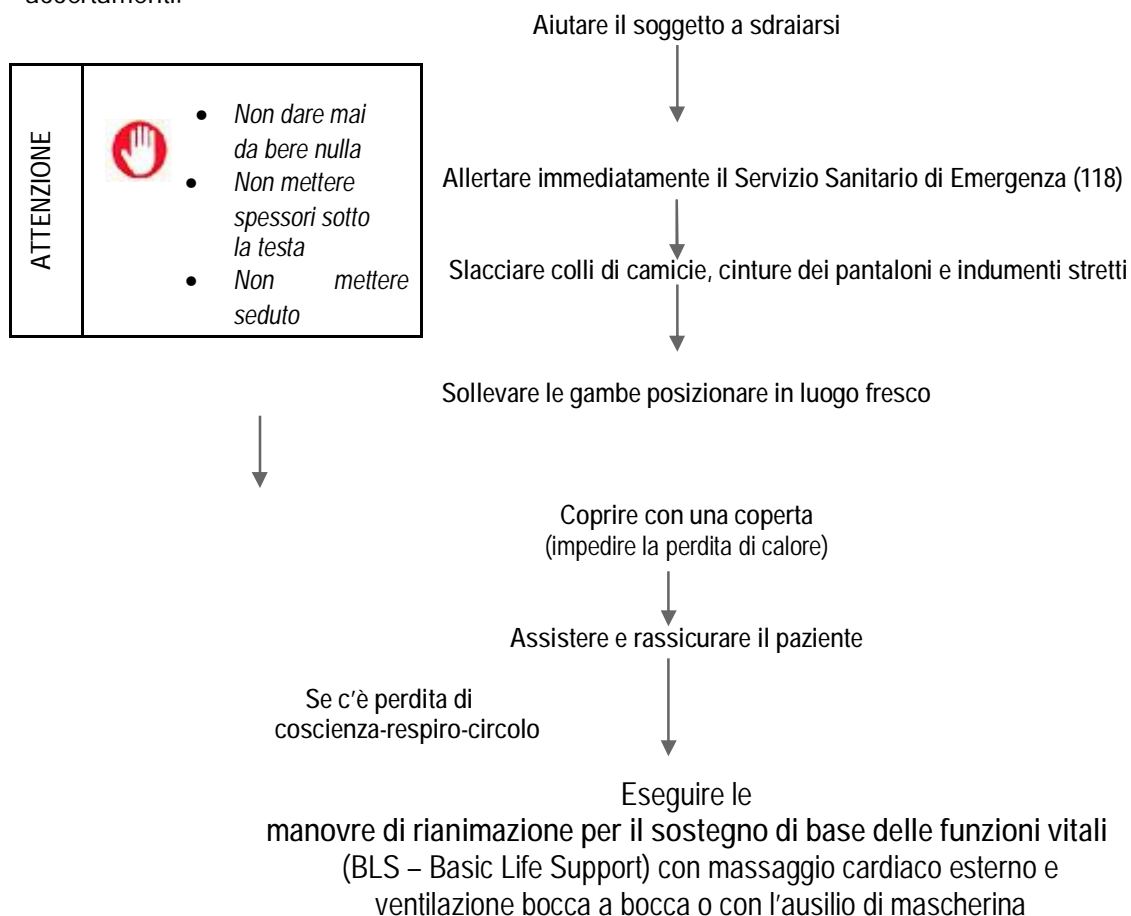 Aiutare il soggetto a sdraiarsi
ATTENZIONE
• Non dare mai
da bere nulla
• Non mettere
spessori sotto
la testa
• Non mettere
seduto
Allertare immediatamente il Servizio Sanitario di Emergenza (118)
Slacciare colli di camicie, cinture dei pantaloni e indumenti stretti
Sollevare le gambe posizionare in luogo fresco
Coprire con una coperta
(impedire la perdita di calore)
Assistere e rassicurare il paziente
Se c'è perdita di
coscienza-respiro-circolo
Eseguire le
manovre di rianimazione per il sostegno di base delle funzioni vitali
(BLS – Basic Life Support) con massaggio cardiaco esterno e
ventilazione bocca a bocca o con l'ausilio di mascherina